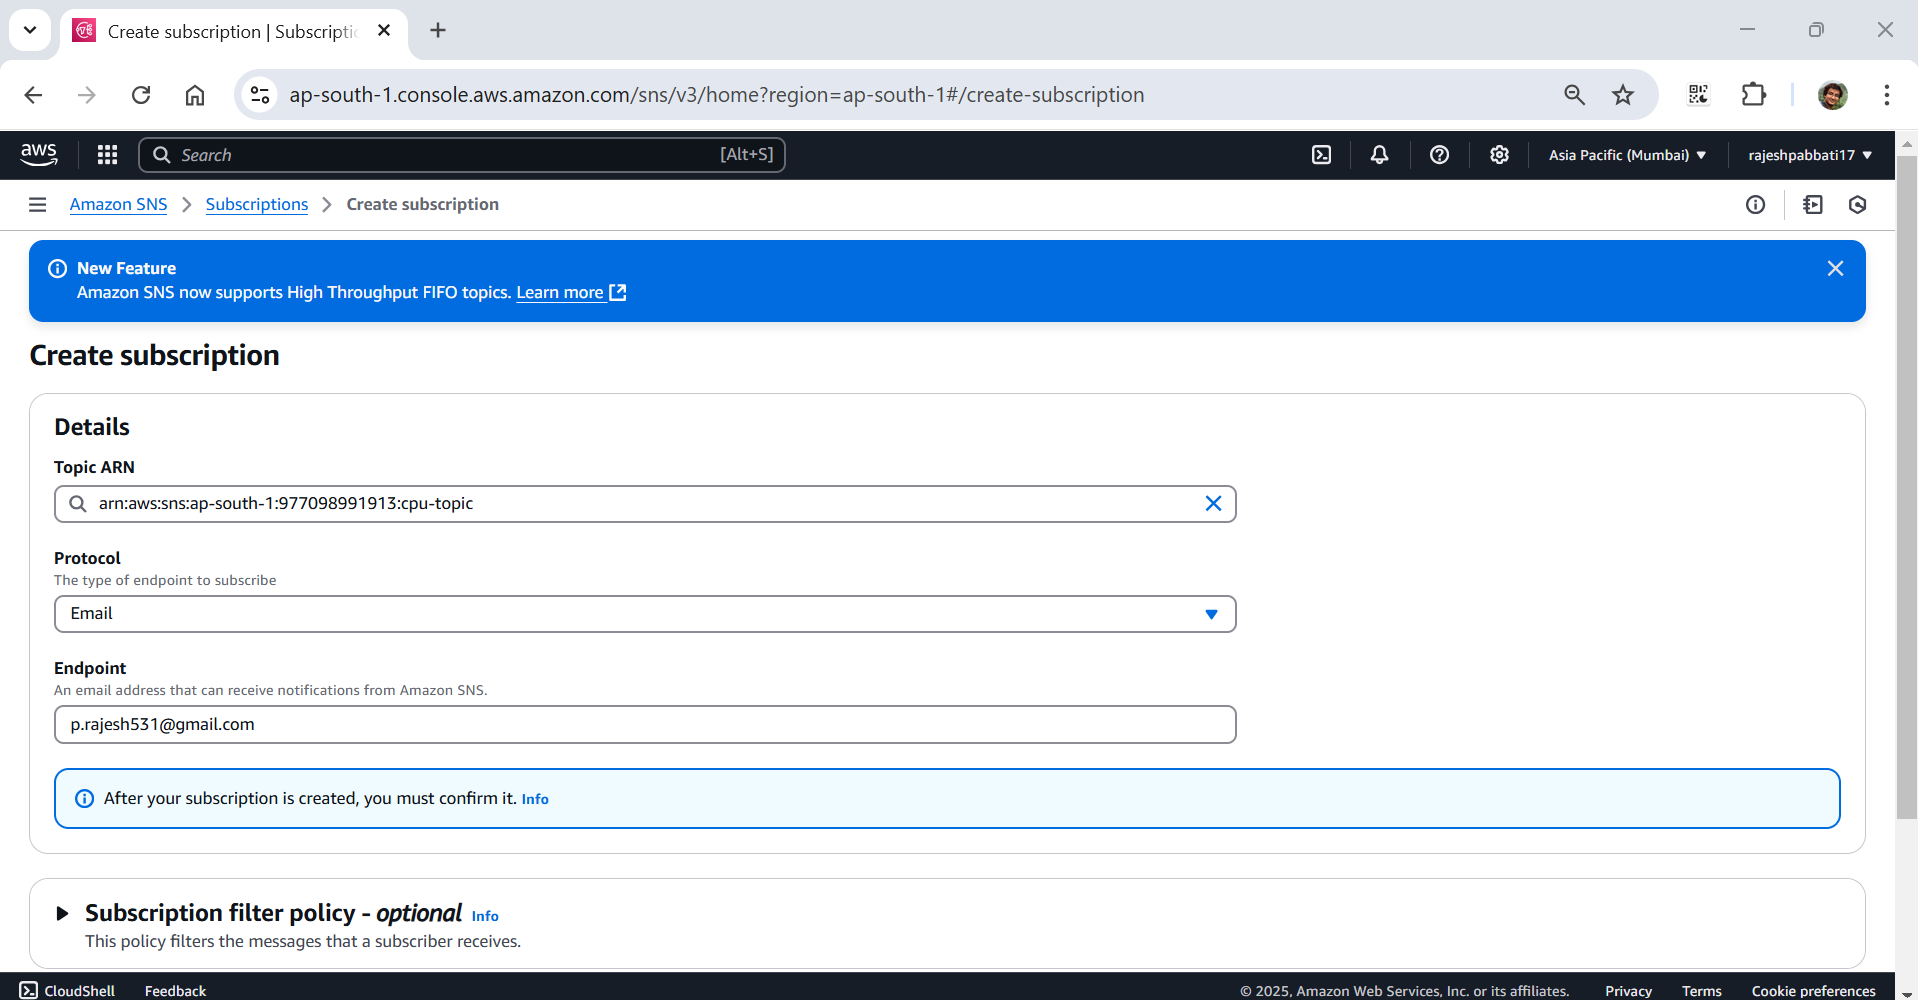 Create subscription | Subscripti
ap-south-1.console.aws.amazon.com/sns/v3/home?region=ap-south-1#/create-subscription
aws
Search
[Alt+S]
Asia Pacific (Mumbai)
rajeshpabbati17
Amazon SNS
Subscriptions
Create subscription
New Feature
Amazon SNS now supports High Throughput FIFO topics. Learn more
Create subscription
Details
Topic ARN
arn:aws:sns:ap-south-1:977098991913:cpu-topic
Protocol
The type of endpoint to subscribe
Email
Endpoint
An email address that can receive notifications from Amazon SNS.
p.rajesh531@gmail.com
After your subscription is created, you must confirm it. Info
Subscription filter policy - optional Info
This policy filters the messages that a subscriber receives.
CloudShell
Feedback
© 2025, Amazon Web Services, Inc. or its affiliates.
Privacy
Terms
Cookie preferences